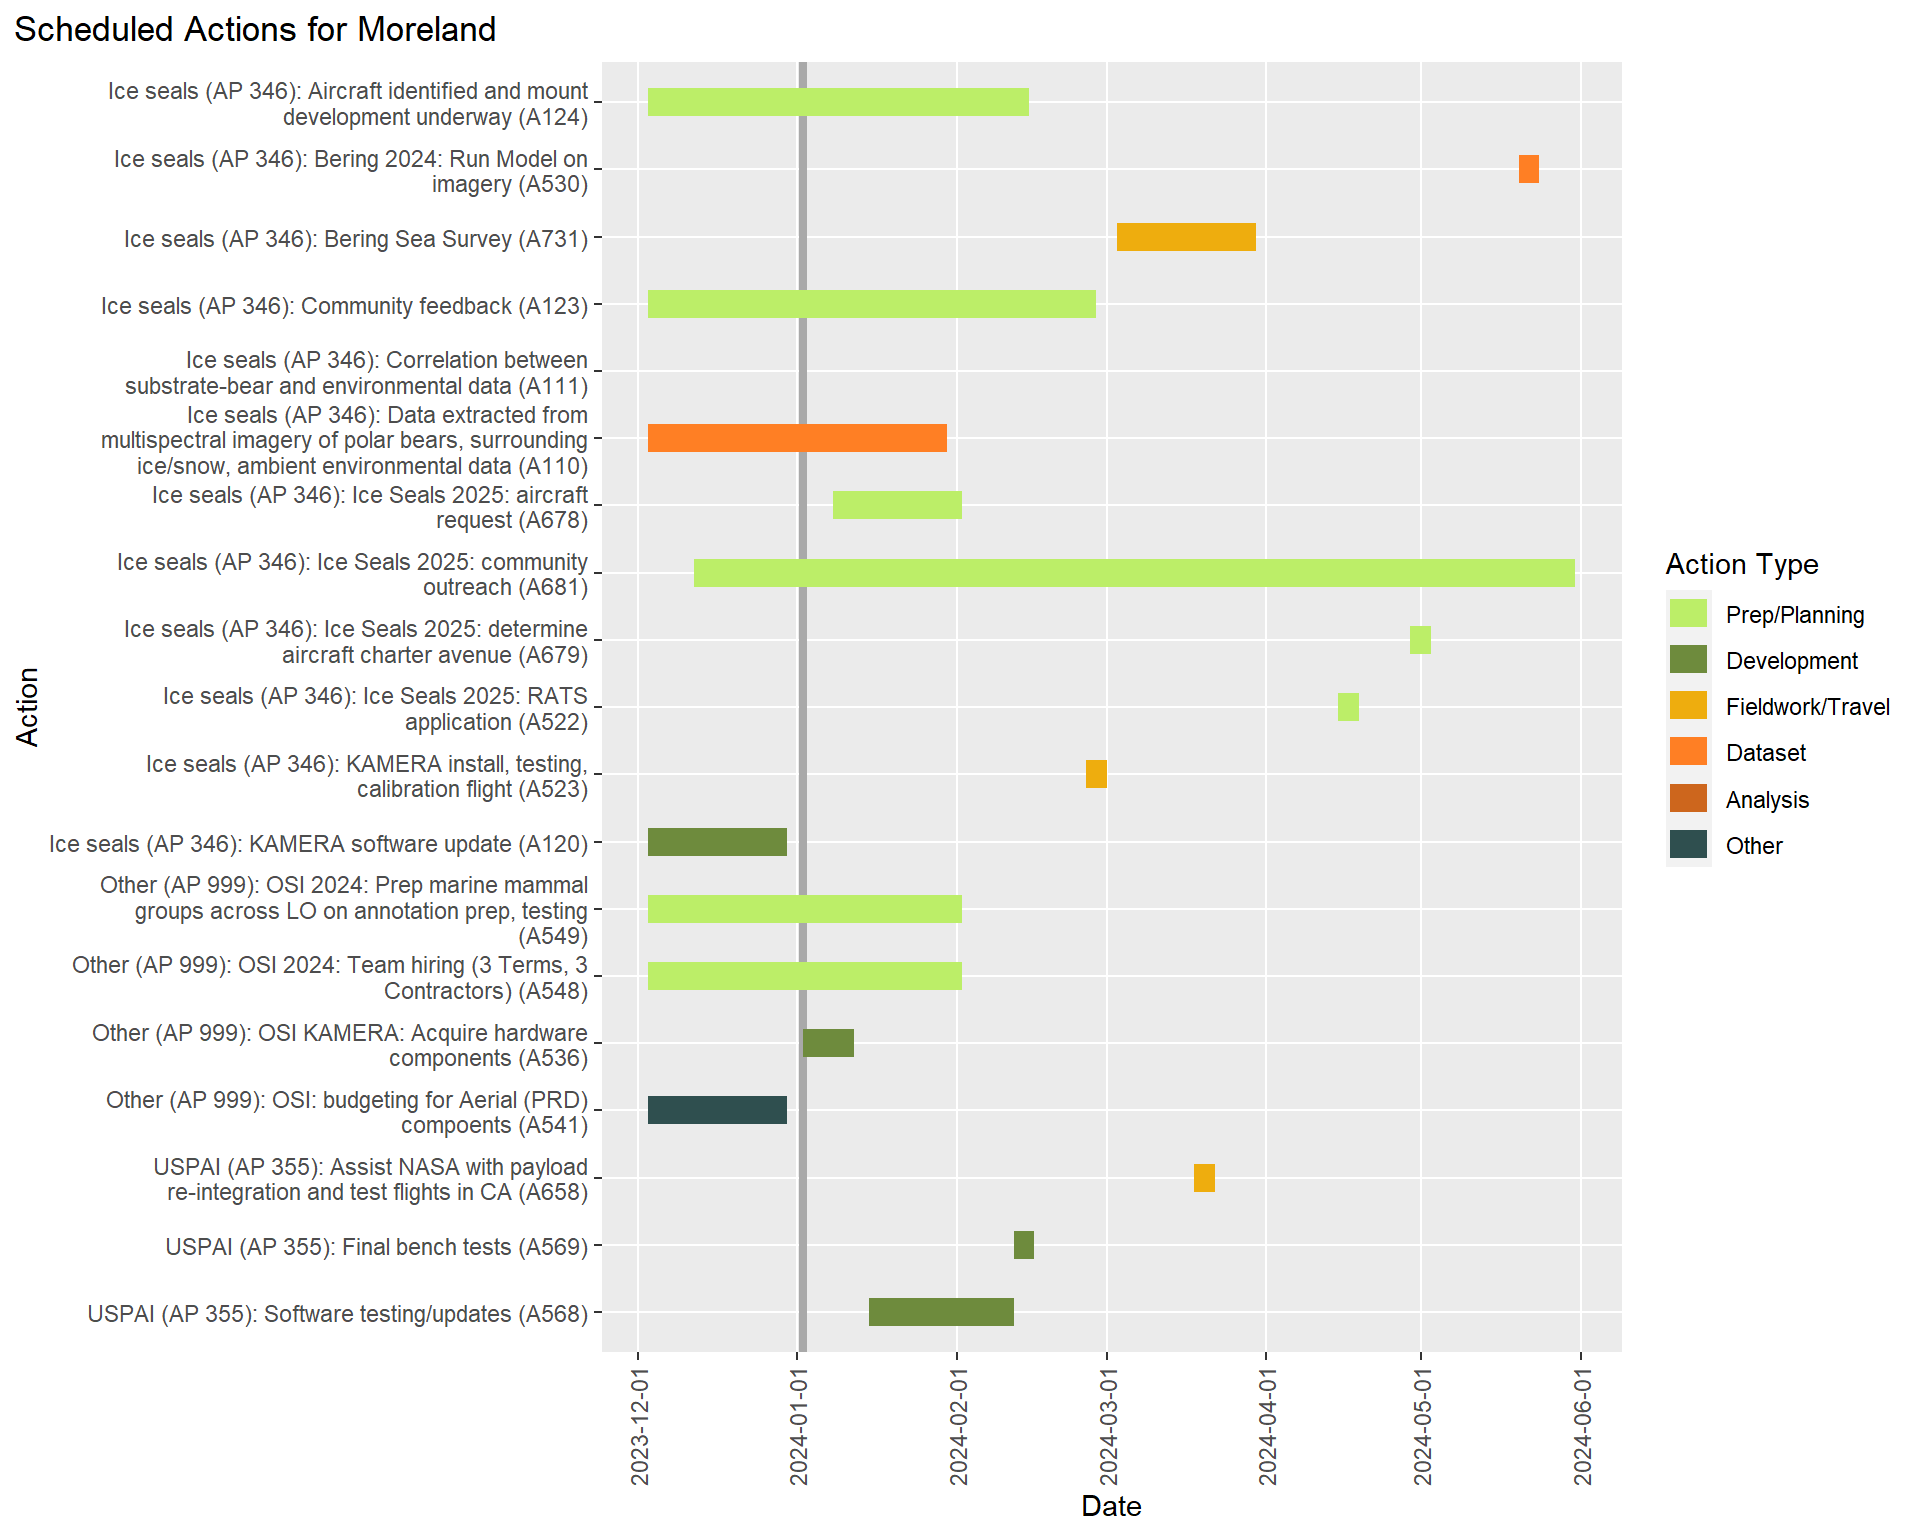 Scheduled Actions for Moreland
Ice seals (AP 346): Aircraft identified and mount
development underway (A124)
Ice seals (AP 346): Bering 2024: Run Model on
imagery (A530)
Ice seals (AP 346): Bering Sea Survey (A731)
Ice seals (AP 346): Community feedback (A123)
Ice seals (AP 346): Correlation between
substrate-bear and environmental data (A111)
Ice seals (AP 346): Data extracted from
multispectral imagery of polar bears, surrounding
ice/snow, ambient environmental data (A110)
Ice seals (AP 346): Ice Seals 2025: aircraft
request (A678)
Ice seals (AP 346): Ice Seals 2025: community
outreach (A681)
Ice seals (AP 346): Ice Seals 2025: determine
aircraft charter avenue (A679)
Ice seals (AP 346): Ice Seals 2025: RATS
application (A522)
Ice seals (AP 346): KAMERA install, testing,
calibration flight (A523)
Ice seals (AP 346): KAMERA software update (A120)
Other (AP 999): OSI 2024: Prep marine mammal
groups across LO on annotation prep, testing
(A549)
Other (AP 999): OSI 2024: Team hiring (3 Terms, 3
Contractors) (A548)
Other (AP 999): OSI KAMERA: Acquire hardware
components (A536)
Other (AP 999): OSI: budgeting for Aerial (PRD)
compoents (A541)
USPAI (AP 355): Assist NASA with payload
re-integration and test flights in CA (A658)
USPAI (AP 355): Final bench tests (A569)
USPAI (AP 355): Software testing/updates (A568)
Action
2023-12-01
2024-01-01
2024-02-01
2024-03-01
2024-04-01
2024-05-01
2024-06-01
Date
Action Type
Prep/Planning
Development
Fieldwork/Travel
Dataset
Analysis
Other